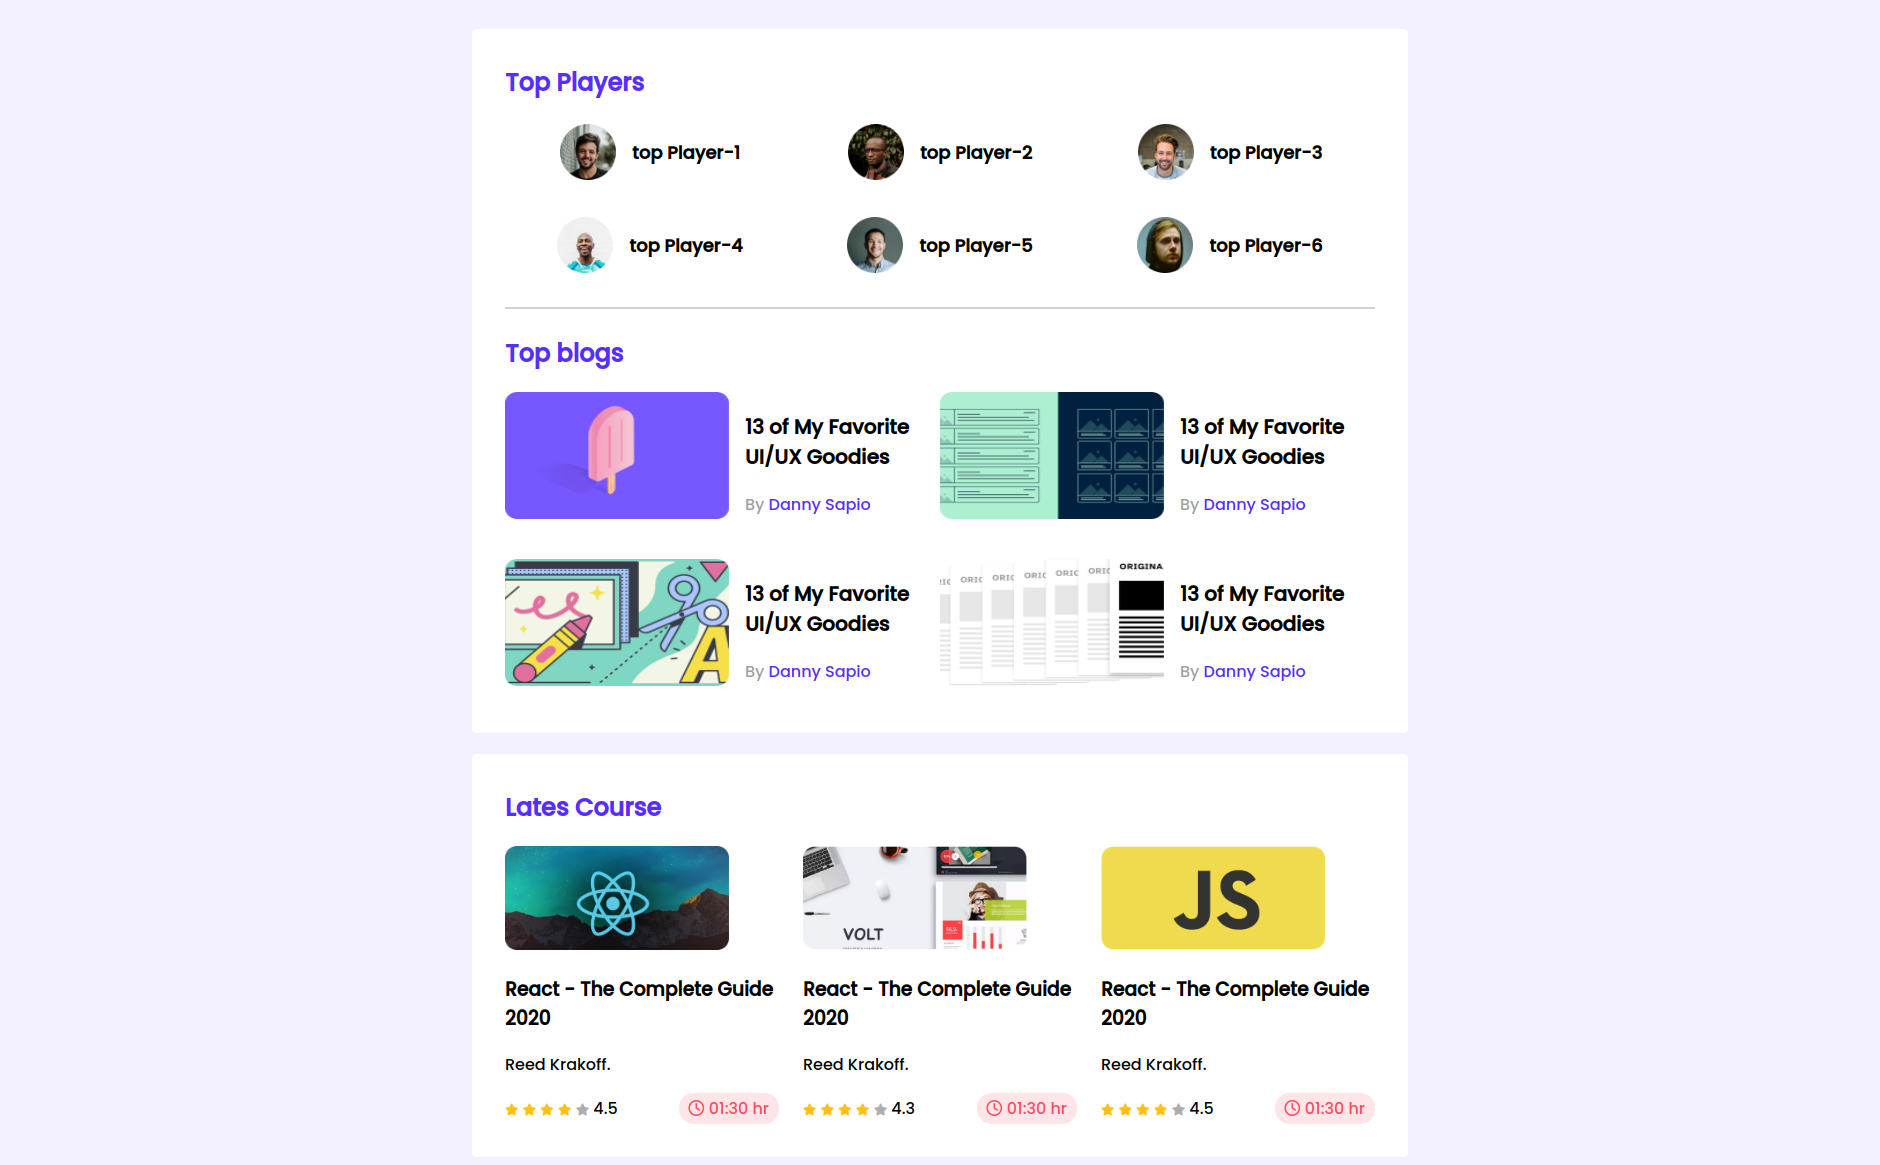 Top Players
top Player-1
top Player-2
top Player-3
top Player-4
top Player-5
top Player-6
Top blogs
13 of My Favorite
UI/UX Goodies
By Danny Sapio
13 of My Favorite
UI/UX Goodies
By Danny Sapio
13 of My Favorite
UI/UX Goodies
By Danny Sapio
ORIGINA
13 of My Favorite
UI/UX Goodies
By Danny Sapio
Lates Course
VOLT
JS
React - The Complete Guide
2020
Reed Krakoff.
4.5
01:30 hr
React - The Complete Guide
2020
Reed Krakoff.
4.3
01:30 hr
React - The Complete Guide
2020
Reed Krakoff.
4.5
01:30 hr